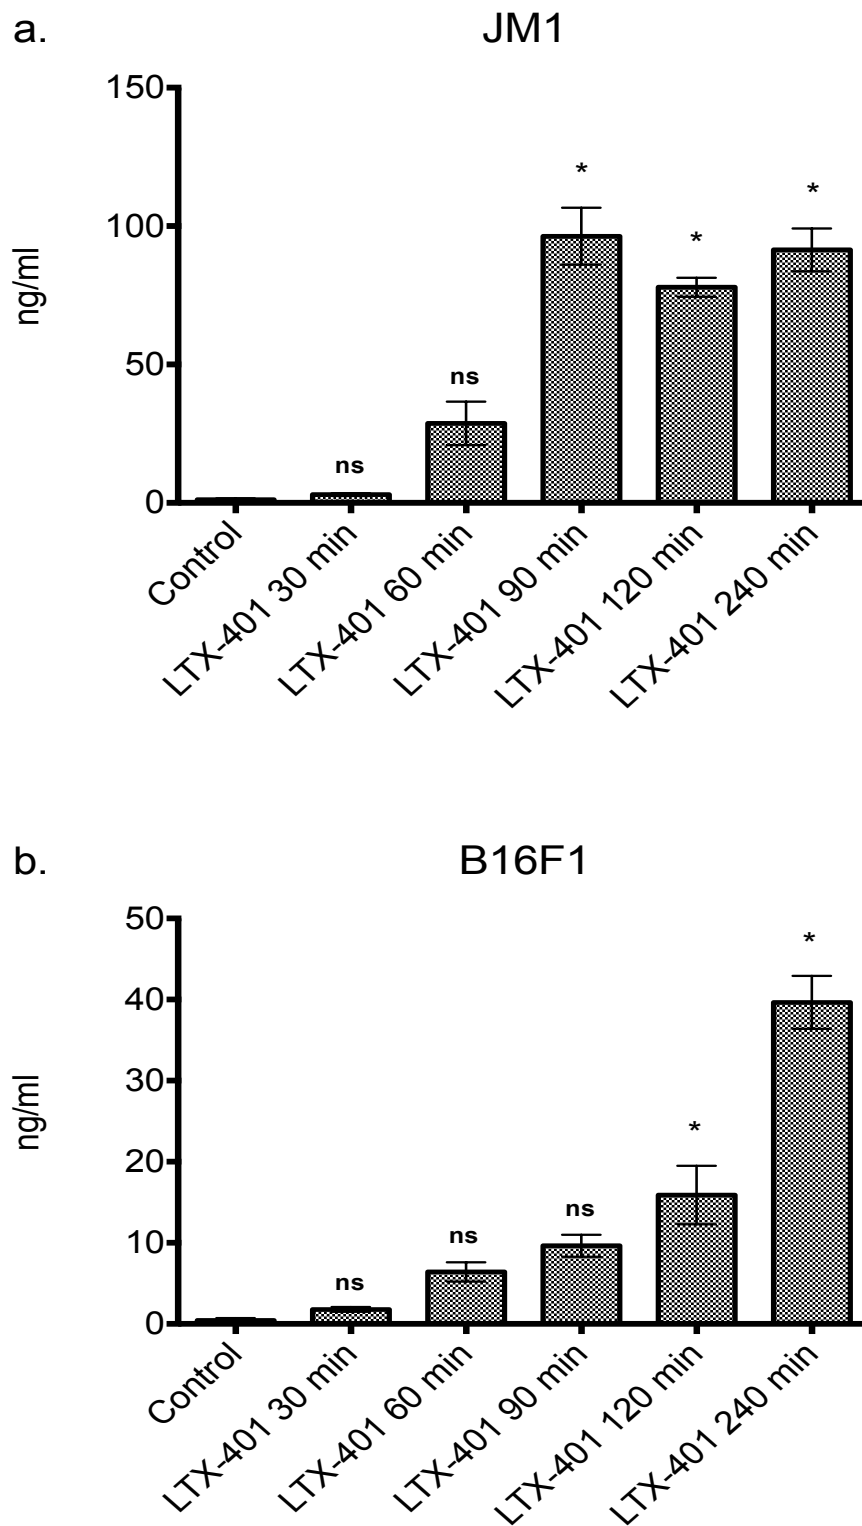 a.
JM1
150
100
50
0
ng/ml
*
*
*
ns
ns
Control
LTX-401 30 min
LTX-401 60 min
LTX-401 90 min
LTX-401 120 min
LTX-401 240 min
b.
B16F1
50
40
30
20
10
0
ng/ml
*
*
ns
ns
ns
Control
LTX-401 30 min
LTX-401 60 min
LTX-401 90 min
LTX-401 120 min
LTX-401 240 min